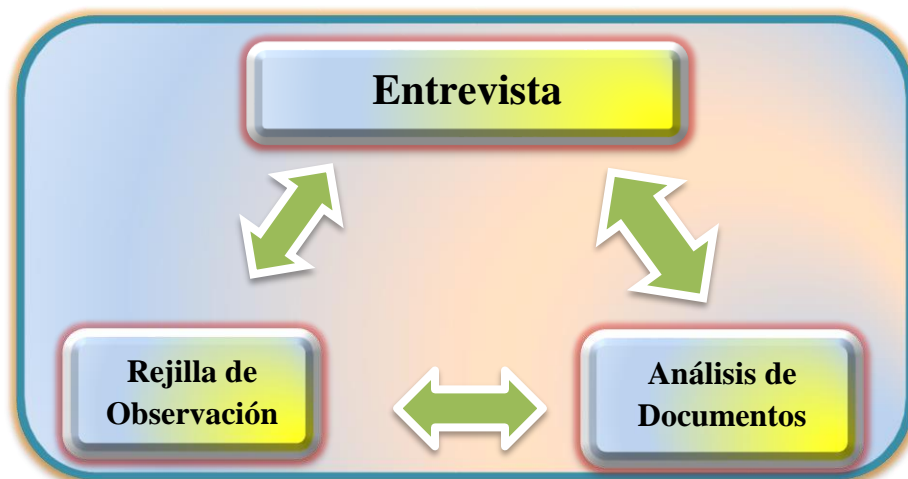 Entrevista
Rejilla de
Observación
Análisis de
Documentos